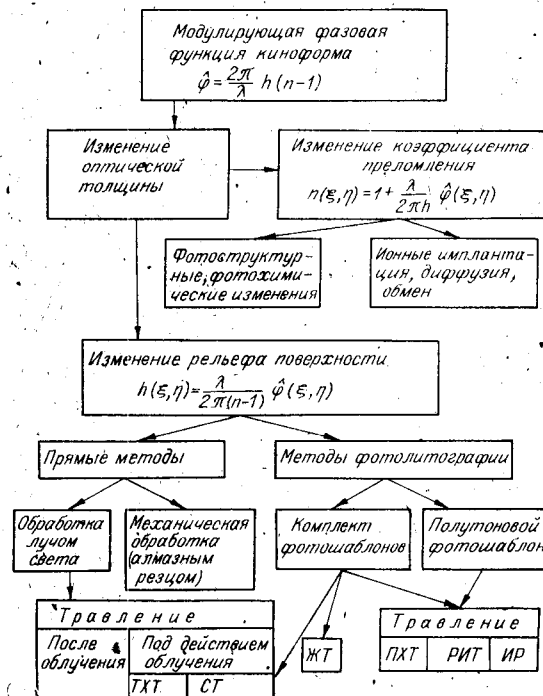 Модулирующая фазовая
функция киноформа
φ̂=2π/λ h(n-1)
Изменение
оптической
толщины
Изменение коэффициента
преломления
n(ξ,η)=1+ λ/2πh φ̂(ξ,η)
Фотоструктур-
ные, фотохими-
ческие изменения
Ионные имплента-
ция, диффузия,
обмен
Изменение рельефа поверхности
h(ξ,η)= λ/2π(n-1) φ̂(ξ,η)
Прямые методы
Методы фотолитографии
Обработка
лучом
света
Механическая
обработка
(алмазным
резцом)
Комплект
фотошаблонов
Полутоновой
фотошаблон
Травление
После
облучения
Под действием
облучения
ТХТ
СТ
ЖТ
Травление
ПХТ
РИТ
ИР